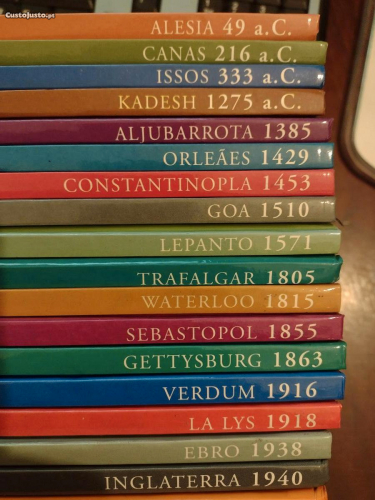 CustoJusto.pt
ALESIA 49 a.C.
CANAS 216 a.C.
ISSOS 333 a.C.
KADESH 1275 a.C.
ALJUBARROTA 1385
ORLEÃES 1429
CONSTANTINOPLA 1453
GOA 1510
LEPANTO 1571
TRAFALGAR 1805
WATERLOO 1815
SEBASTOPOL 1855
GETTYSBURG 1863
VERDUM 1916
LA LYS 1918
EBRO 1938
INGLATERRA 1940